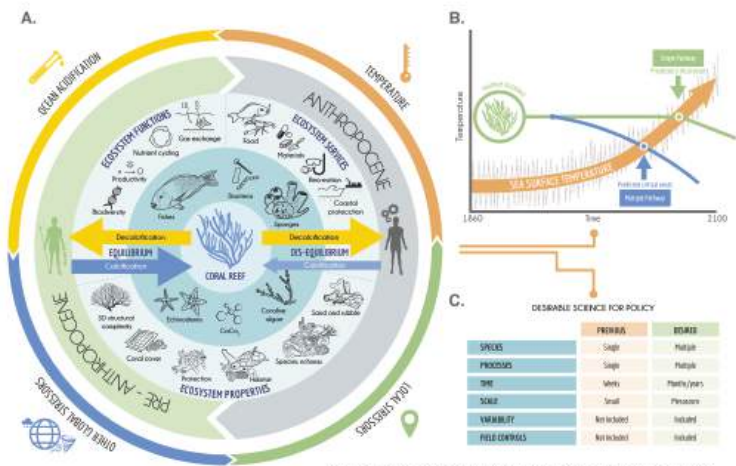 A.
OCEAN ACIDIFICATION
TEMPERATURE
LOCAL STRESSORS
OTHER GLOBAL STRESSORS
ANTHROPOCENE
PRE - ANTHROPOCENE
ECOSYSTEM FUNCTIONS
ECOSYSTEM SERVICES
ECOSYSTEM PROPERTIES
Gas exchange
Nutrient cycling
Productivity
Biodiversity
Food
Materials
Recreation
Coastal
protection
Fishes
Diseases
Sponges
Decalcification
Decalcification
EQUILIBRIUM
DIS-EQUILIBRIUM
Calcification
Calcification
CORAL REEF
3D structural
complexity
Echinoderms
CaCO₃
Coralline
algae
Sand and rubble
Coral cover
Protection
Habitat
Species richness
B.
Temperature
Single Pathway
SEA SURFACE TEMPERATURE
Predicted critical point
Multiple Pathway
1860
Time
2100
C.
DESIRABLE SCIENCE FOR POLICY
PREVIOUS
DESIRED
SPECIES
Single
Multiple
PROCESSES
Single
Multiple
TIME
Weeks
Months/years
SCALE
Small
Mesocosm
VARIABILITY
Not included
Included
FIELD CONTROLS
Not included
Included